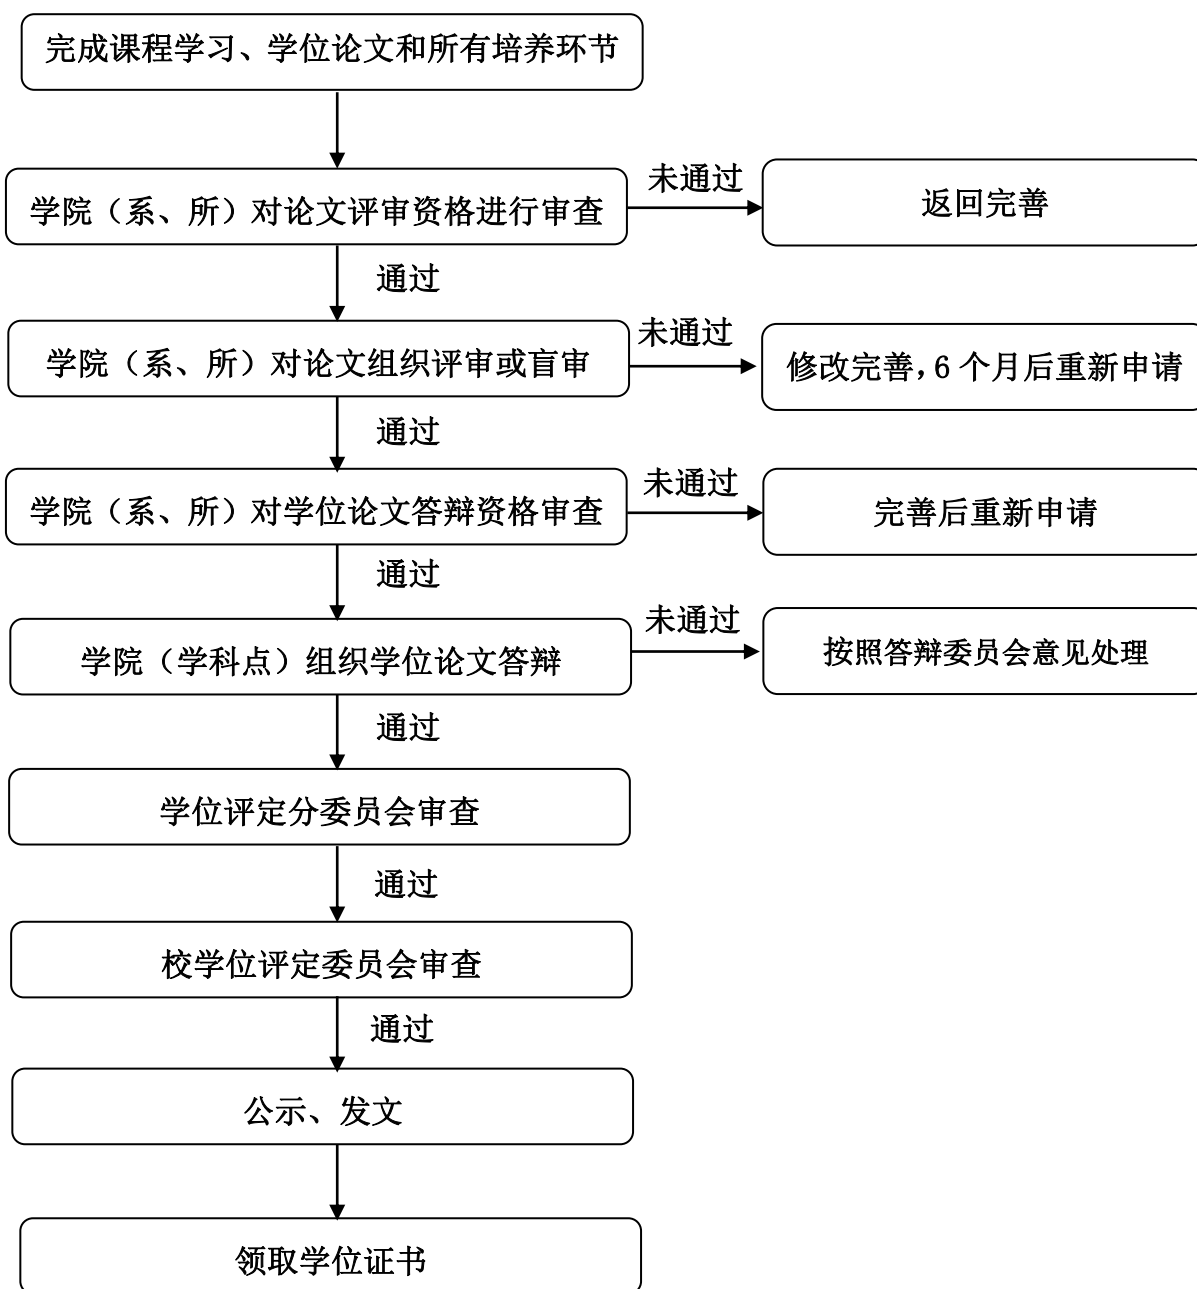 完成课程学习、学位论文和所有培养环节
学院（系、所）对论文评审资格进行审查
未通过
返回完善
通过
学院（系、所）对论文组织评审或盲审
未通过
修改完善，6 个月后重新申请
通过
学院（系、所）对学位论文答辩资格审查
未通过
完善后重新申请
通过
学院（学科点）组织学位论文答辩
未通过
按照答辩委员会意见处理
通过
学位评定分委员会审查
通过
校学位评定委员会审查
通过
公示、发文
领取学位证书